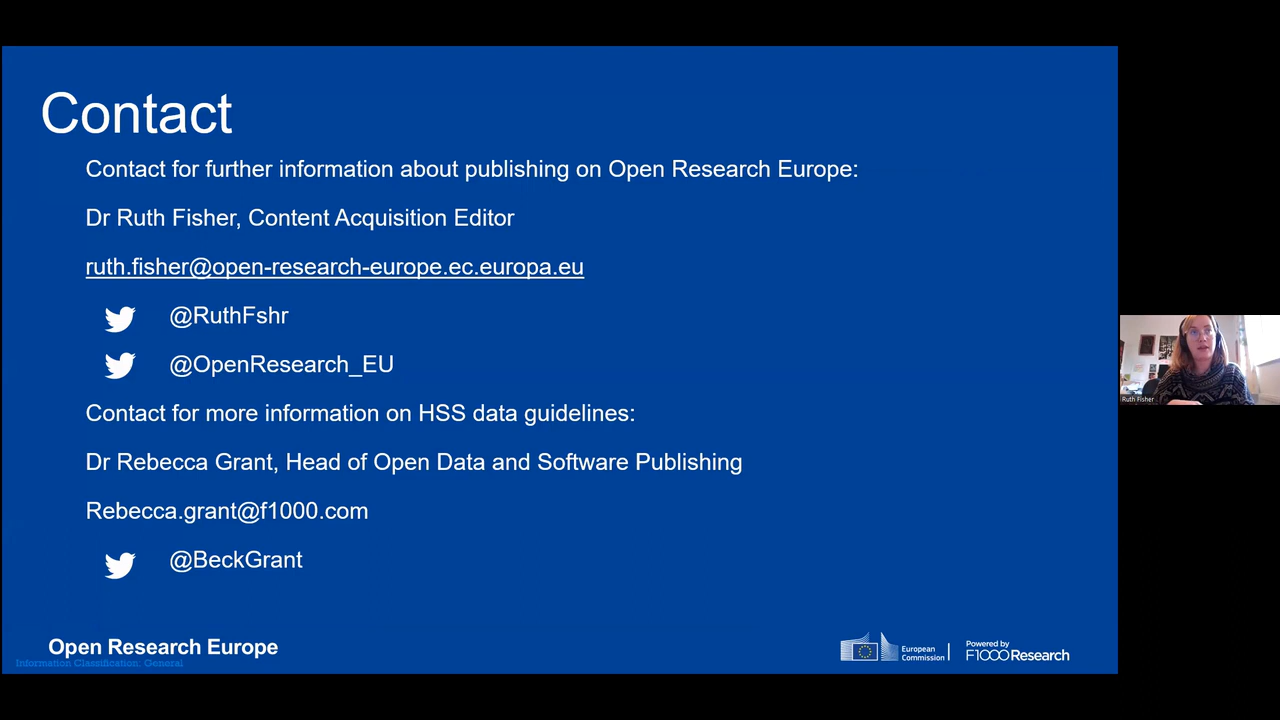 Contact
Contact for further information about publishing on Open Research Europe:
Dr Ruth Fisher, Content Acquisition Editor
ruth.fisher@open-research-europe.ec.europa.eu
@RuthFshr
@OpenResearch_EU
Contact for more information on HSS data guidelines:
Dr Rebecca Grant, Head of Open Data and Software Publishing
Rebecca.grant@f1000.com
@BeckGrant
Open Research Europe
Information Classification: General
European
Commission
Powered by
F1000Research
Ruth Fisher